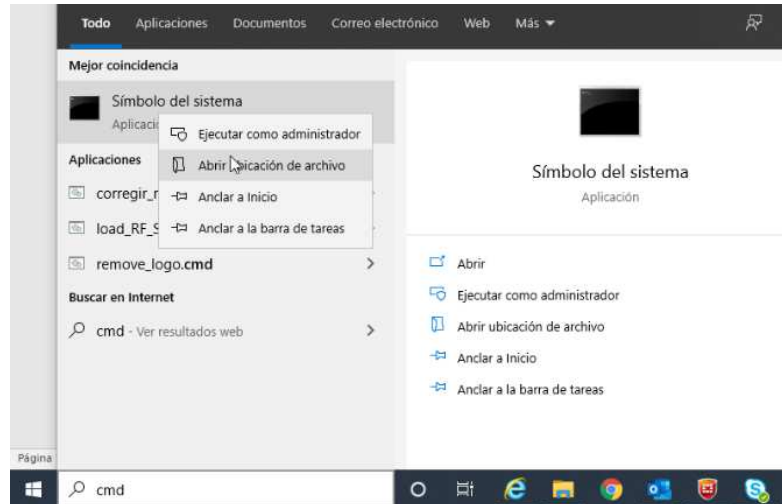 Todo Aplicaciones Documentos Correo electrónico Web Más
Mejor coincidencia
Símbolo del sistema
Ejecutar como administrador
Abrir ubicación de archivo
Anclar a Inicio
Anclar a la barra de tareas
Aplicaciones
remove_logo.cmd
Buscar en Internet
cmd - Ver resultados web
Símbolo del sistema
Aplicación
Abrir
Ejecutar como administrador
Abrir ubicación de archivo
Anclar a Inicio
Anclar a la barra de tareas
Página
cmd